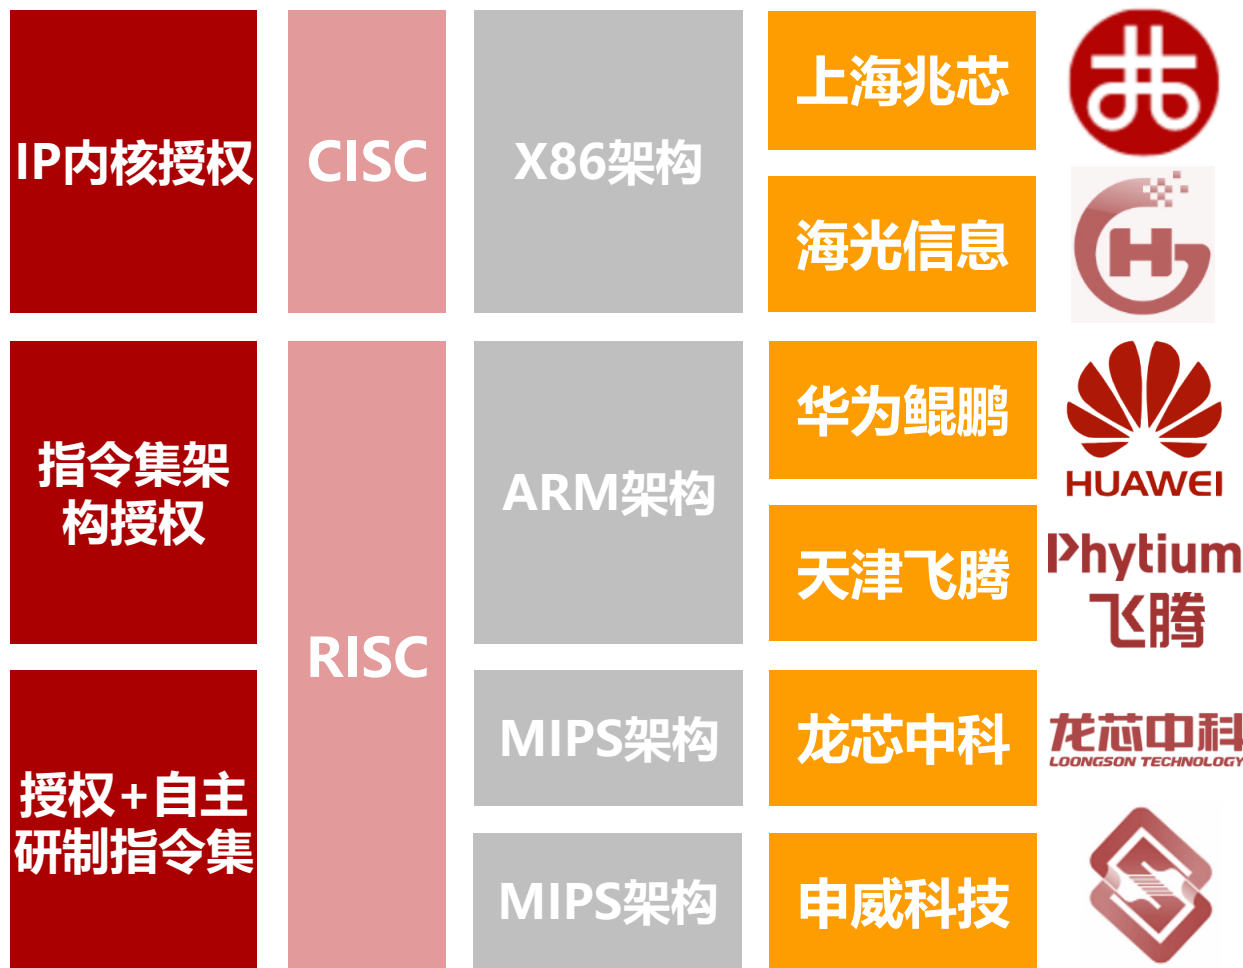 IP内核授权
CISC
X86架构
上海兆芯
海光信息
指令集架
构授权
RISC
ARM架构
华为鲲鹏
HUAWEI
天津飞腾
Phytium
飞腾
授权+自主
研制指令集
MIPS架构
龙芯中科
龙芯中科
LOONGSON TECHNOLOGY
MIPS架构
申威科技